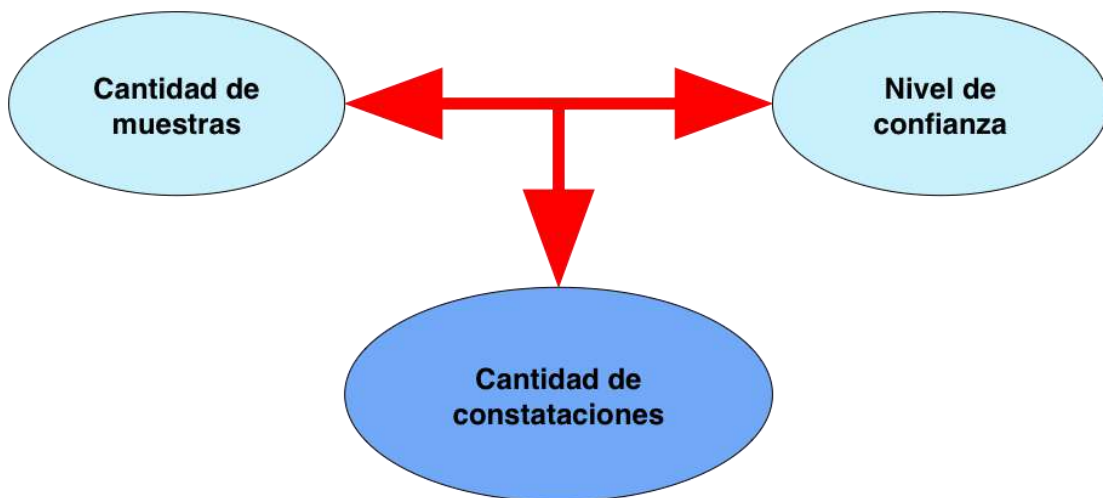 Cantidad de
muestras
Nivel de
confianza
Cantidad de
constataciones